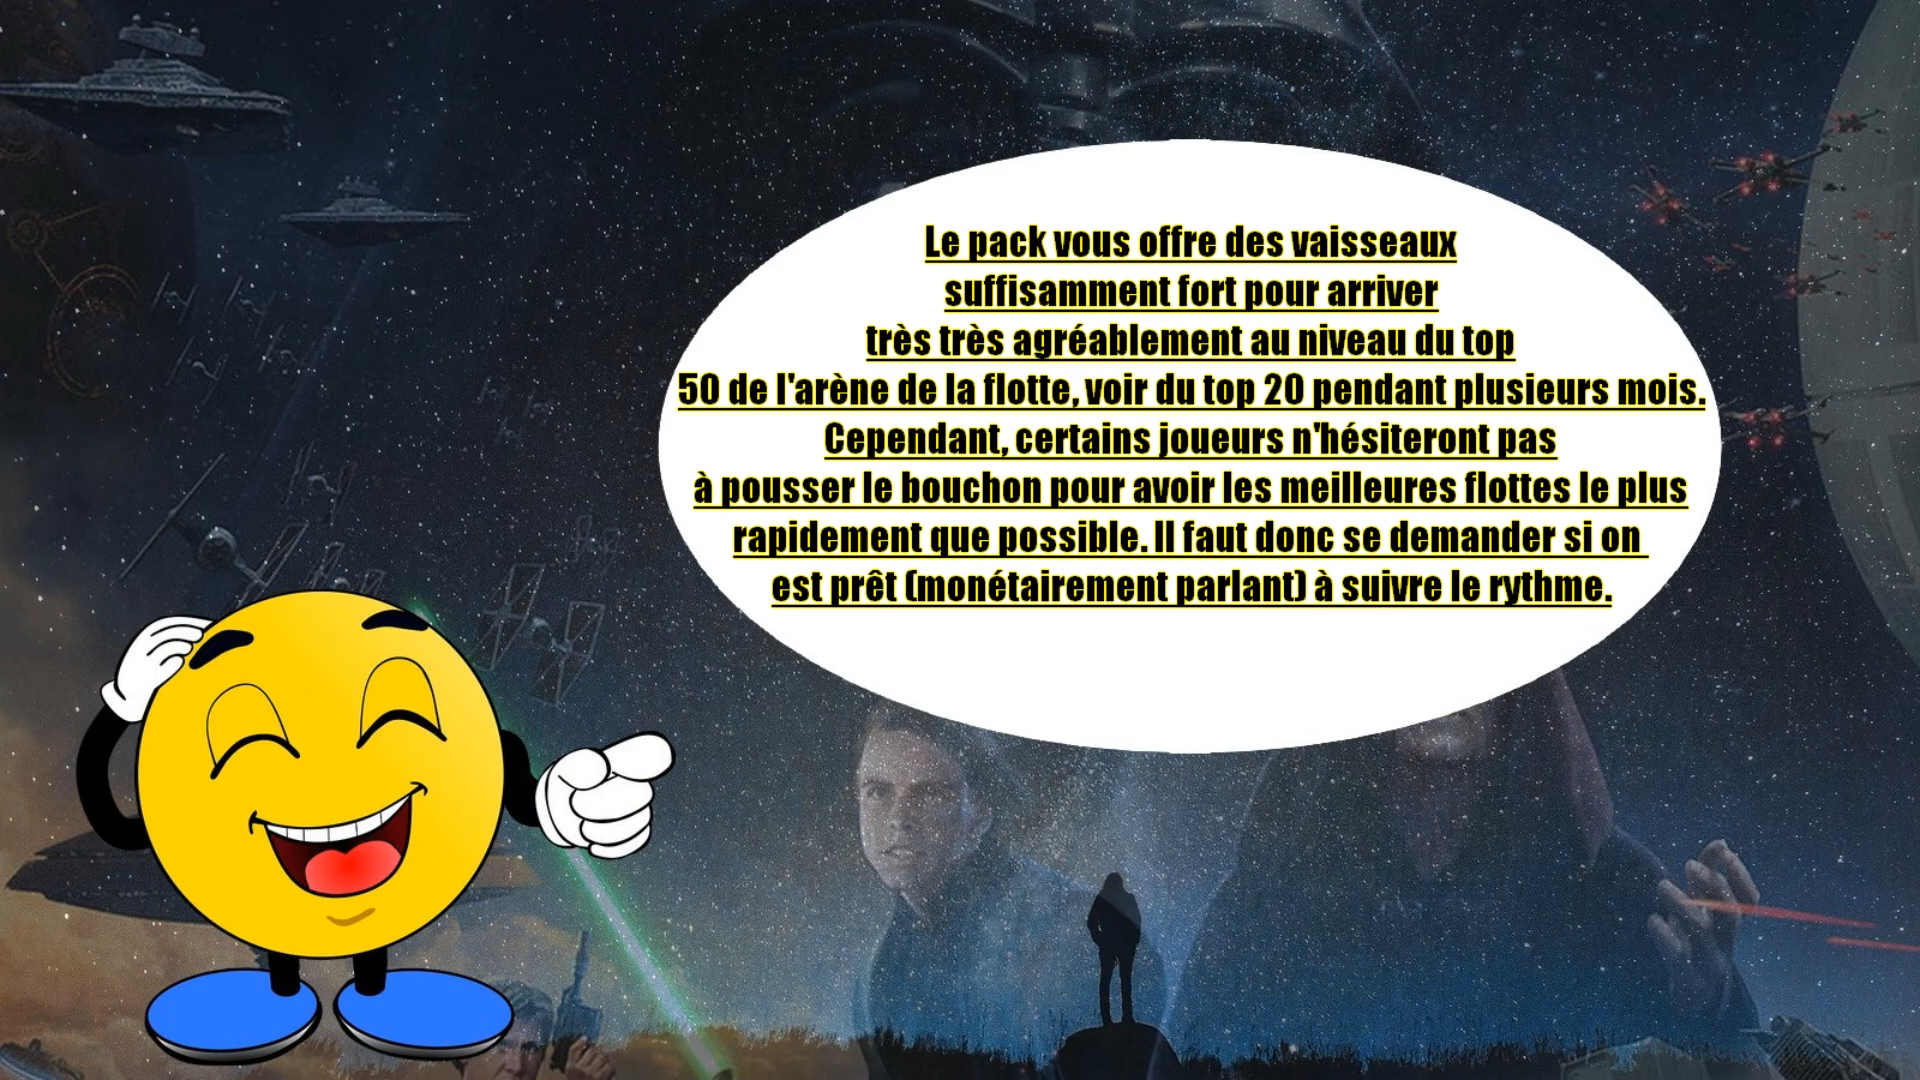 Le pack vous offre des vaisseaux
suffisamment fort pour arriver
très très agréablement au niveau du top
50 de l'arène de la flotte, voir du top 20 pendant plusieurs mois.
Cependant, certains joueurs n'hésiteront pas
à pousser le bouchon pour avoir les meilleures flottes le plus
rapidement que possible. Il faut donc se demander si on
est prêt (monétairement parlant) à suivre le rythme.